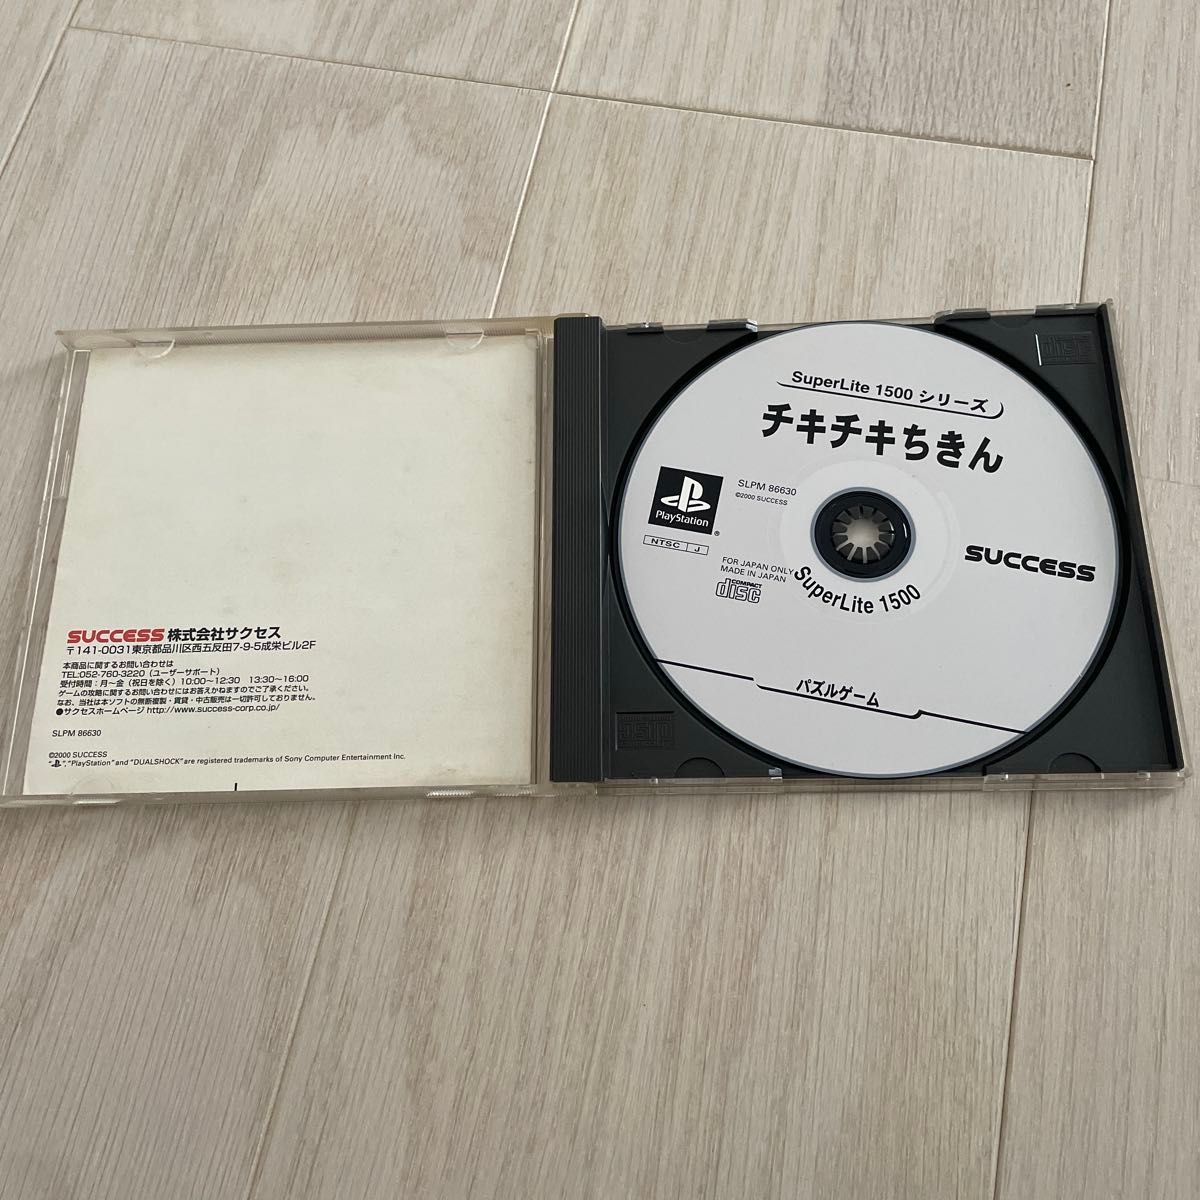 SUCCESS 株式会社サクセス
〒141-0031東京都品川区西五反田7-9-5成栄ビル2F
本商品に関するお問い合わせは
TEL:052-760-3220（ユーザーサポート）
受付時間：月〜金（祝日を除く）10:00〜12:30　13:30〜16:00
ゲームの攻略に関するお問い合わせにはお答えかねますのでご了承ください。
なお、当社は本ソフトの無断複製・賃貸・中古販売は一切許可しておりません。
●サクセスホームページ http://www.success-corp.co.jp/
SLPM 86630
©2000 SUCCESS
“ ”, “PlayStation” and “DUALSHOCK” are registered trademarks of Sony Computer Entertainment Inc.
SuperLite 1500 シリーズ
チキチキちきん
PlayStation ®
SLPM 86630
©2000 SUCCESS
NTSC J
FOR JAPAN ONLY
MADE IN JAPAN
COMPACT
disc
SuperLite 1500
SUCCESS
パズルゲーム
disc
disc